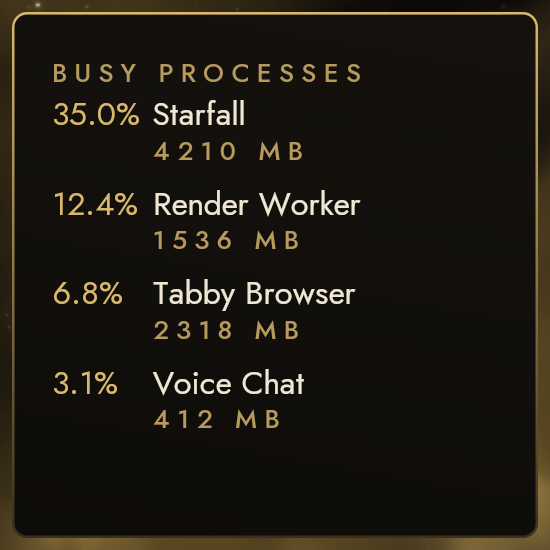 BUSY PROCESSES
35.0% Starfall
4210 MB
12.4% Render Worker
1536 MB
6.8% Tabby Browser
2318 MB
3.1% Voice Chat
412 MB